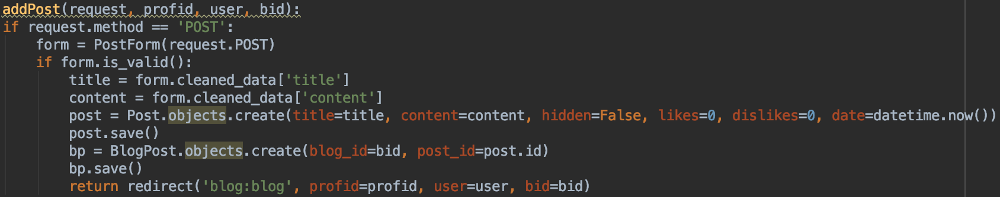 addPost(request, profid, user, bid):
if request.method == 'POST':
    form = PostForm(request.POST)
    if form.is_valid():
        title = form.cleaned_data['title']
        content = form.cleaned_data['content']
        post = Post.objects.create(title=title, content=content, hidden=False, likes=0, dislikes=0, date=datetime.now())
        post.save()
        bp = BlogPost.objects.create(blog_id=bid, post_id=post.id)
        bp.save()
        return redirect('blog:blog', profid=profid, user=user, bid=bid)